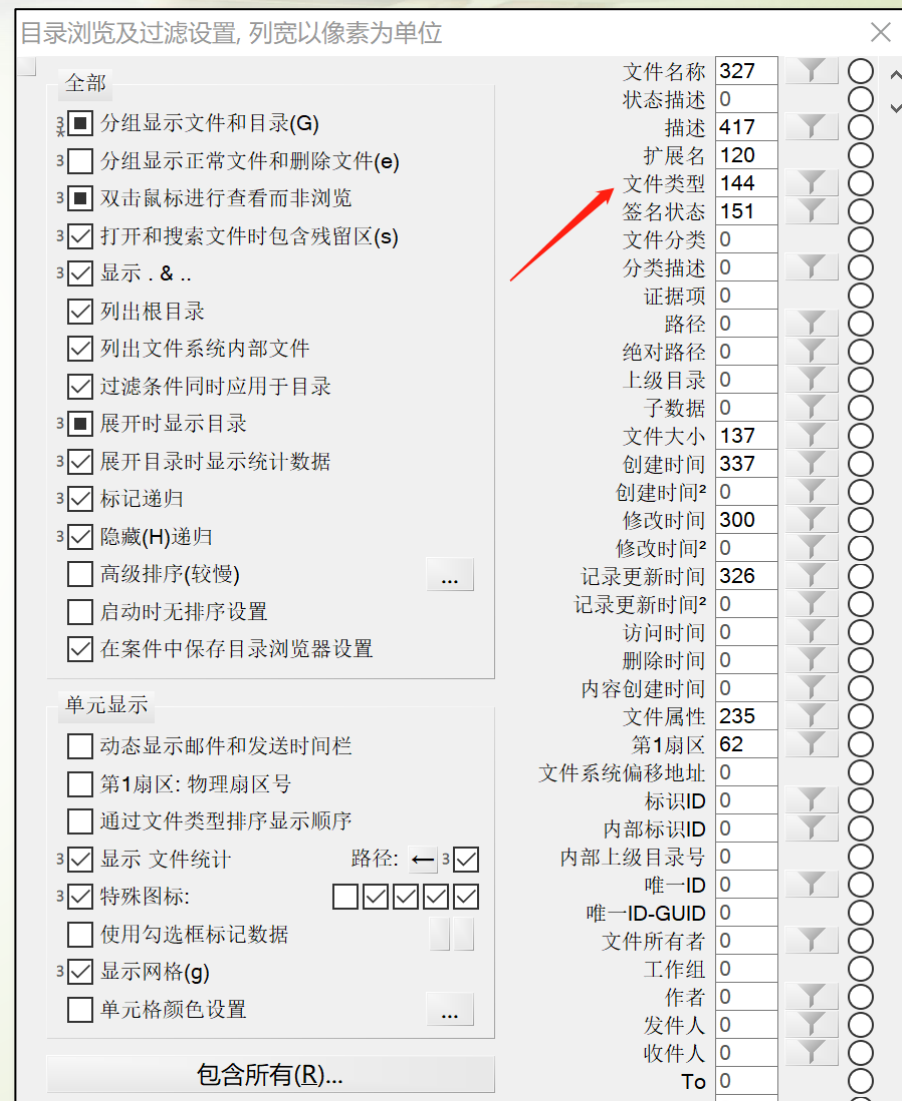 目录浏览及过滤设置, 列宽以像素为单位
全部
分组显示文件和目录(G)
分组显示正常文件和删除文件(e)
双击鼠标进行查看而非浏览
打开和搜索文件时包含残留区(s)
显示 . & ..
列出根目录
列出文件系统内部文件
过滤条件同时应用于目录
展开时显示目录
展开目录时显示统计数据
标记递归
隐藏(H)递归
高级排序(较慢)
...
启动时无排序设置
在案件中保存目录浏览器设置
单元显示
动态显示邮件和发送时间栏
第1扇区: 物理扇区号
通过文件类型排序显示顺序
显示 文件统计 路径: ← 3
特殊图标:
使用勾选框标记数据
显示网格(g)
单元格颜色设置
...
包含所有(R)...
文件名称 327
状态描述 0
描述 417
扩展名 120
文件类型 144
签名状态 151
文件分类 0
分类描述 0
证据项 0
路径 0
绝对路径 0
上级目录 0
子数据 0
文件大小 137
创建时间 337
创建时间² 0
修改时间 300
修改时间² 0
记录更新时间 326
记录更新时间² 0
访问时间 0
删除时间 0
内容创建时间 0
文件属性 235
第1扇区 62
文件系统偏移地址 0
标识ID 0
内部标识ID 0
内部上级目录号 0
唯一ID 0
唯一ID-GUID 0
文件所有者 0
工作组 0
作者 0
发件人 0
收件人 0
To 0